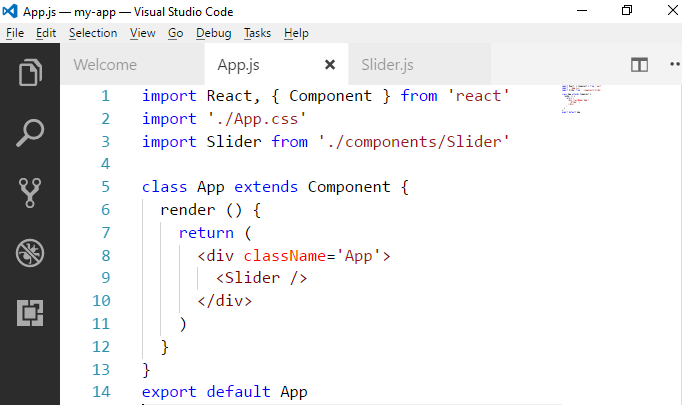 App.js — my-app — Visual Studio Code
File Edit Selection View Go Debug Tasks Help
Welcome App.js Slider.js
1 import React, { Component } from 'react'
2 import './App.css'
3 import Slider from './components/Slider'
4
5 class App extends Component {
6   render () {
7     return (
8       <div className='App'>
9         <Slider />
10       </div>
11     )
12   }
13 }
14 export default App